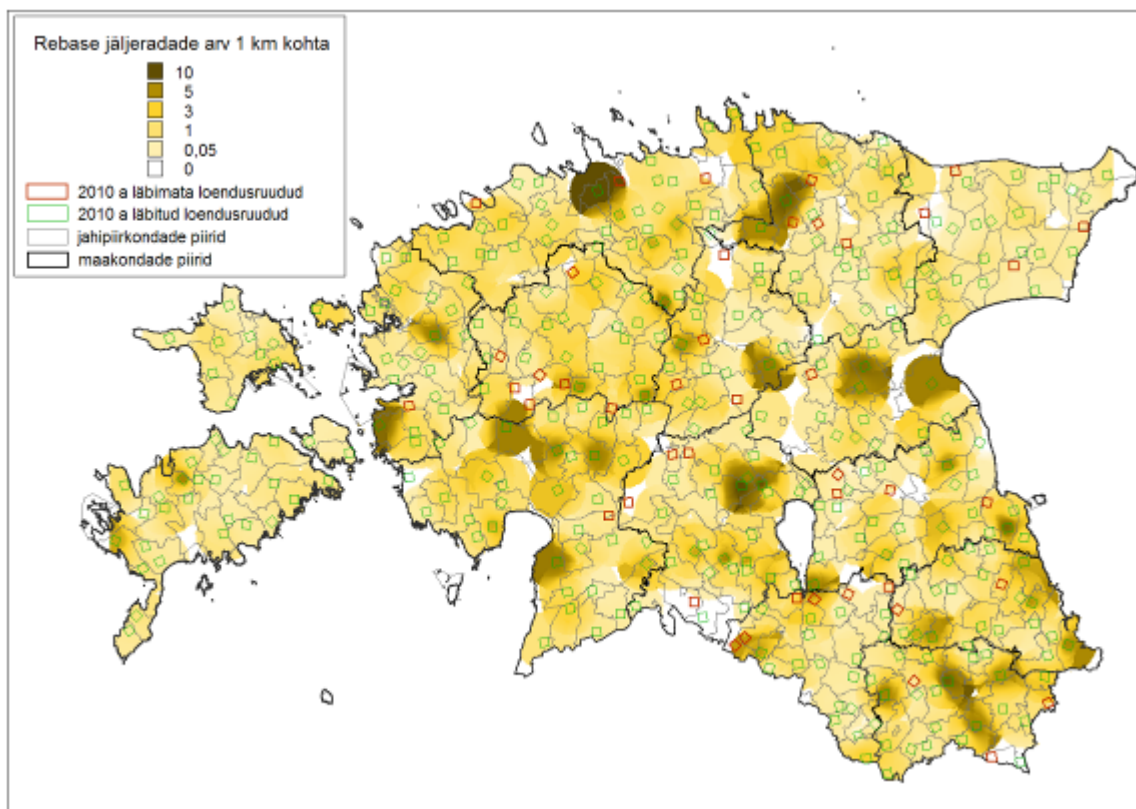 Rebase jäljeradade arv 1 km kohta
10
5
3
1
0,05
0
2010 a läbimata loendusruudud
2010 a läbitud loendusruudud
jahipiirkondade piirid
maakondade piirid